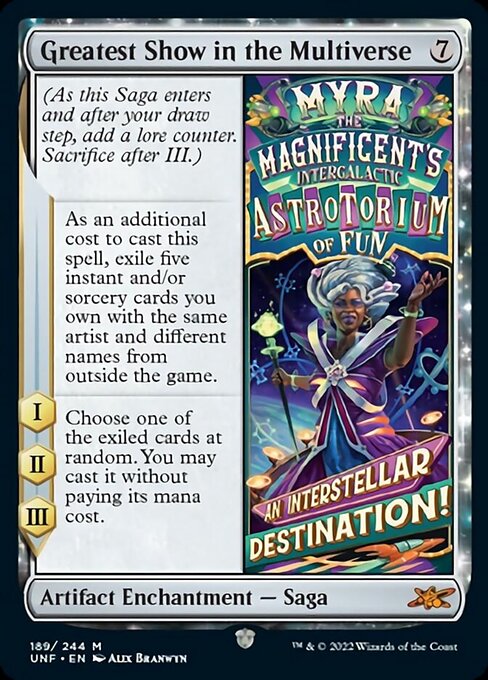 Greatest Show in the Multiverse 7
(As this Saga enters
and after your draw
step, add a lore counter.
Sacrifice after III.)
As an additional
cost to cast this
spell, exile five
instant and/or
sorcery cards you
own with the same
artist and different
names from
outside the game.
I
II
III
Choose one of
the exiled cards at
random. You may
cast it without
paying its mana
cost.
MYRA
THE
MAGNIFICENT'S
INTERGALACTIC
ASTROTORIUM
OF FUN
AN INTERSTELLAR
DESTINATION!
Artifact Enchantment — Saga
189/244 M
UNF • EN Alix Branwyn
™ & © 2022 Wizards of the Coast